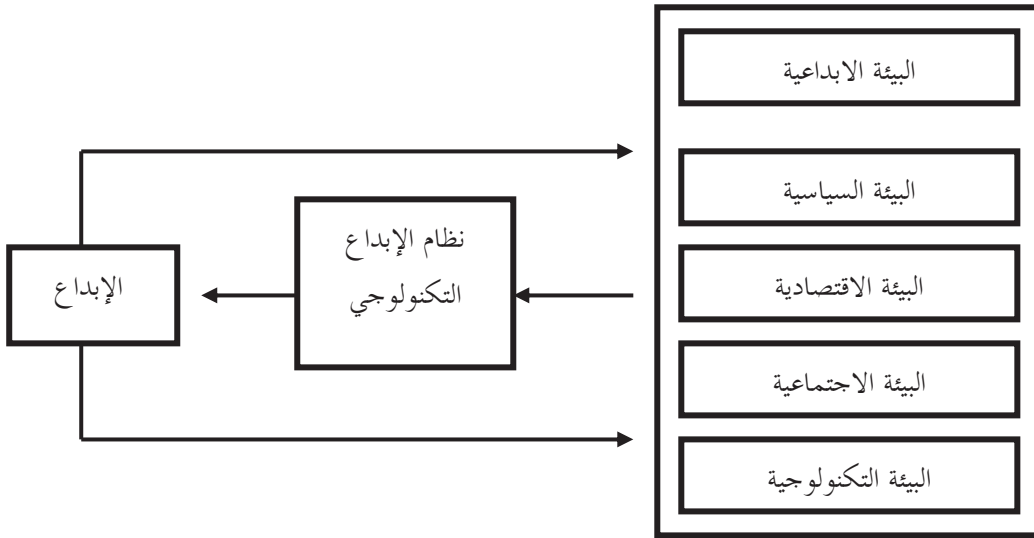 البيئة الابداعية
البيئة السياسية
نظام الإبداع
التكنولوجي
الإبداع
البيئة الاقتصادية
البيئة الاجتماعية
البيئة التكنولوجية